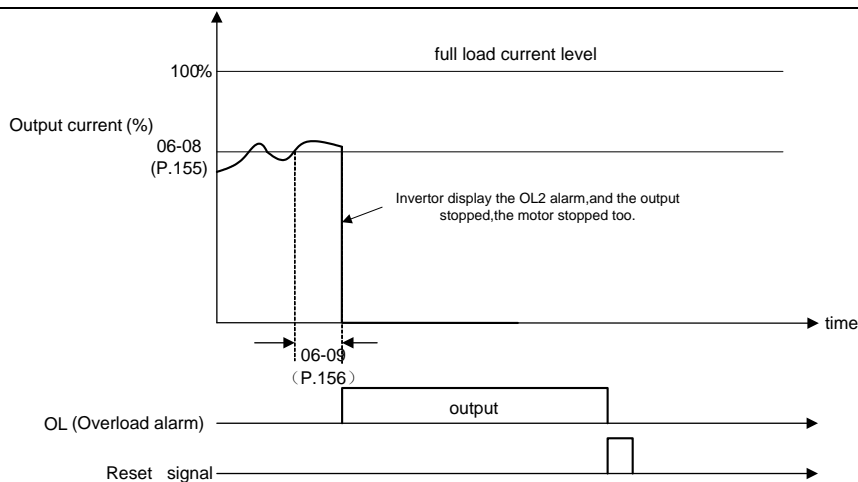 full load current level
100%
Output current (%)
06-08
(P.155)
Invertor display the OL2 alarm,and the output
stopped,the motor stopped too.
time
06-09
（P.156）
output
OL (Overload alarm)
Reset signal